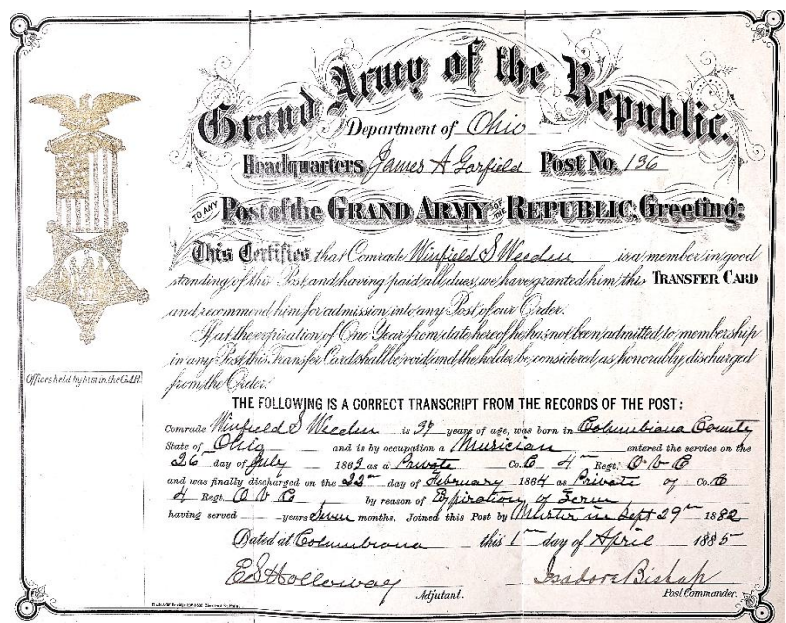 Grand Army of the Republic.
Department of Ohio
Headquarters James A Garfield Post No. 136
TO ANY Post of the GRAND ARMY OF THE REPUBLIC, Greeting:
This Certifies that Comrade Winfield S Weeden is a member in good
standing of this Post, and having paid all dues, we have granted him this TRANSFER CARD
and recommend him for admission into any Post of our Order.
If at the expiration of One Year from date hereof he has not been admitted to membership
in any Post, this Transfer Card shall be void and the holder be considered as honorably discharged
from the Order.
Offices held by him in the G.A.R.
THE FOLLOWING IS A CORRECT TRANSCRIPT FROM THE RECORDS OF THE POST:
Comrade Winfield S Weeden is 37 years of age, was born in Columbiana County
State of Ohio and is by occupation a Musician entered the service on the
26" day of July 1863 as a Private Co. C 4" Regt. O V C
and was finally discharged on the 22" day of February 1864 as Private of Co. C
4 Regt. O V C by reason of Expiration of Term
having served years Seven months. Joined this Post by Muster in Sept 29" 1882
Dated at Columbiana this 1" day of April 1885
E S Holloway Isadore Bishop
Adjutant. Post Commander.